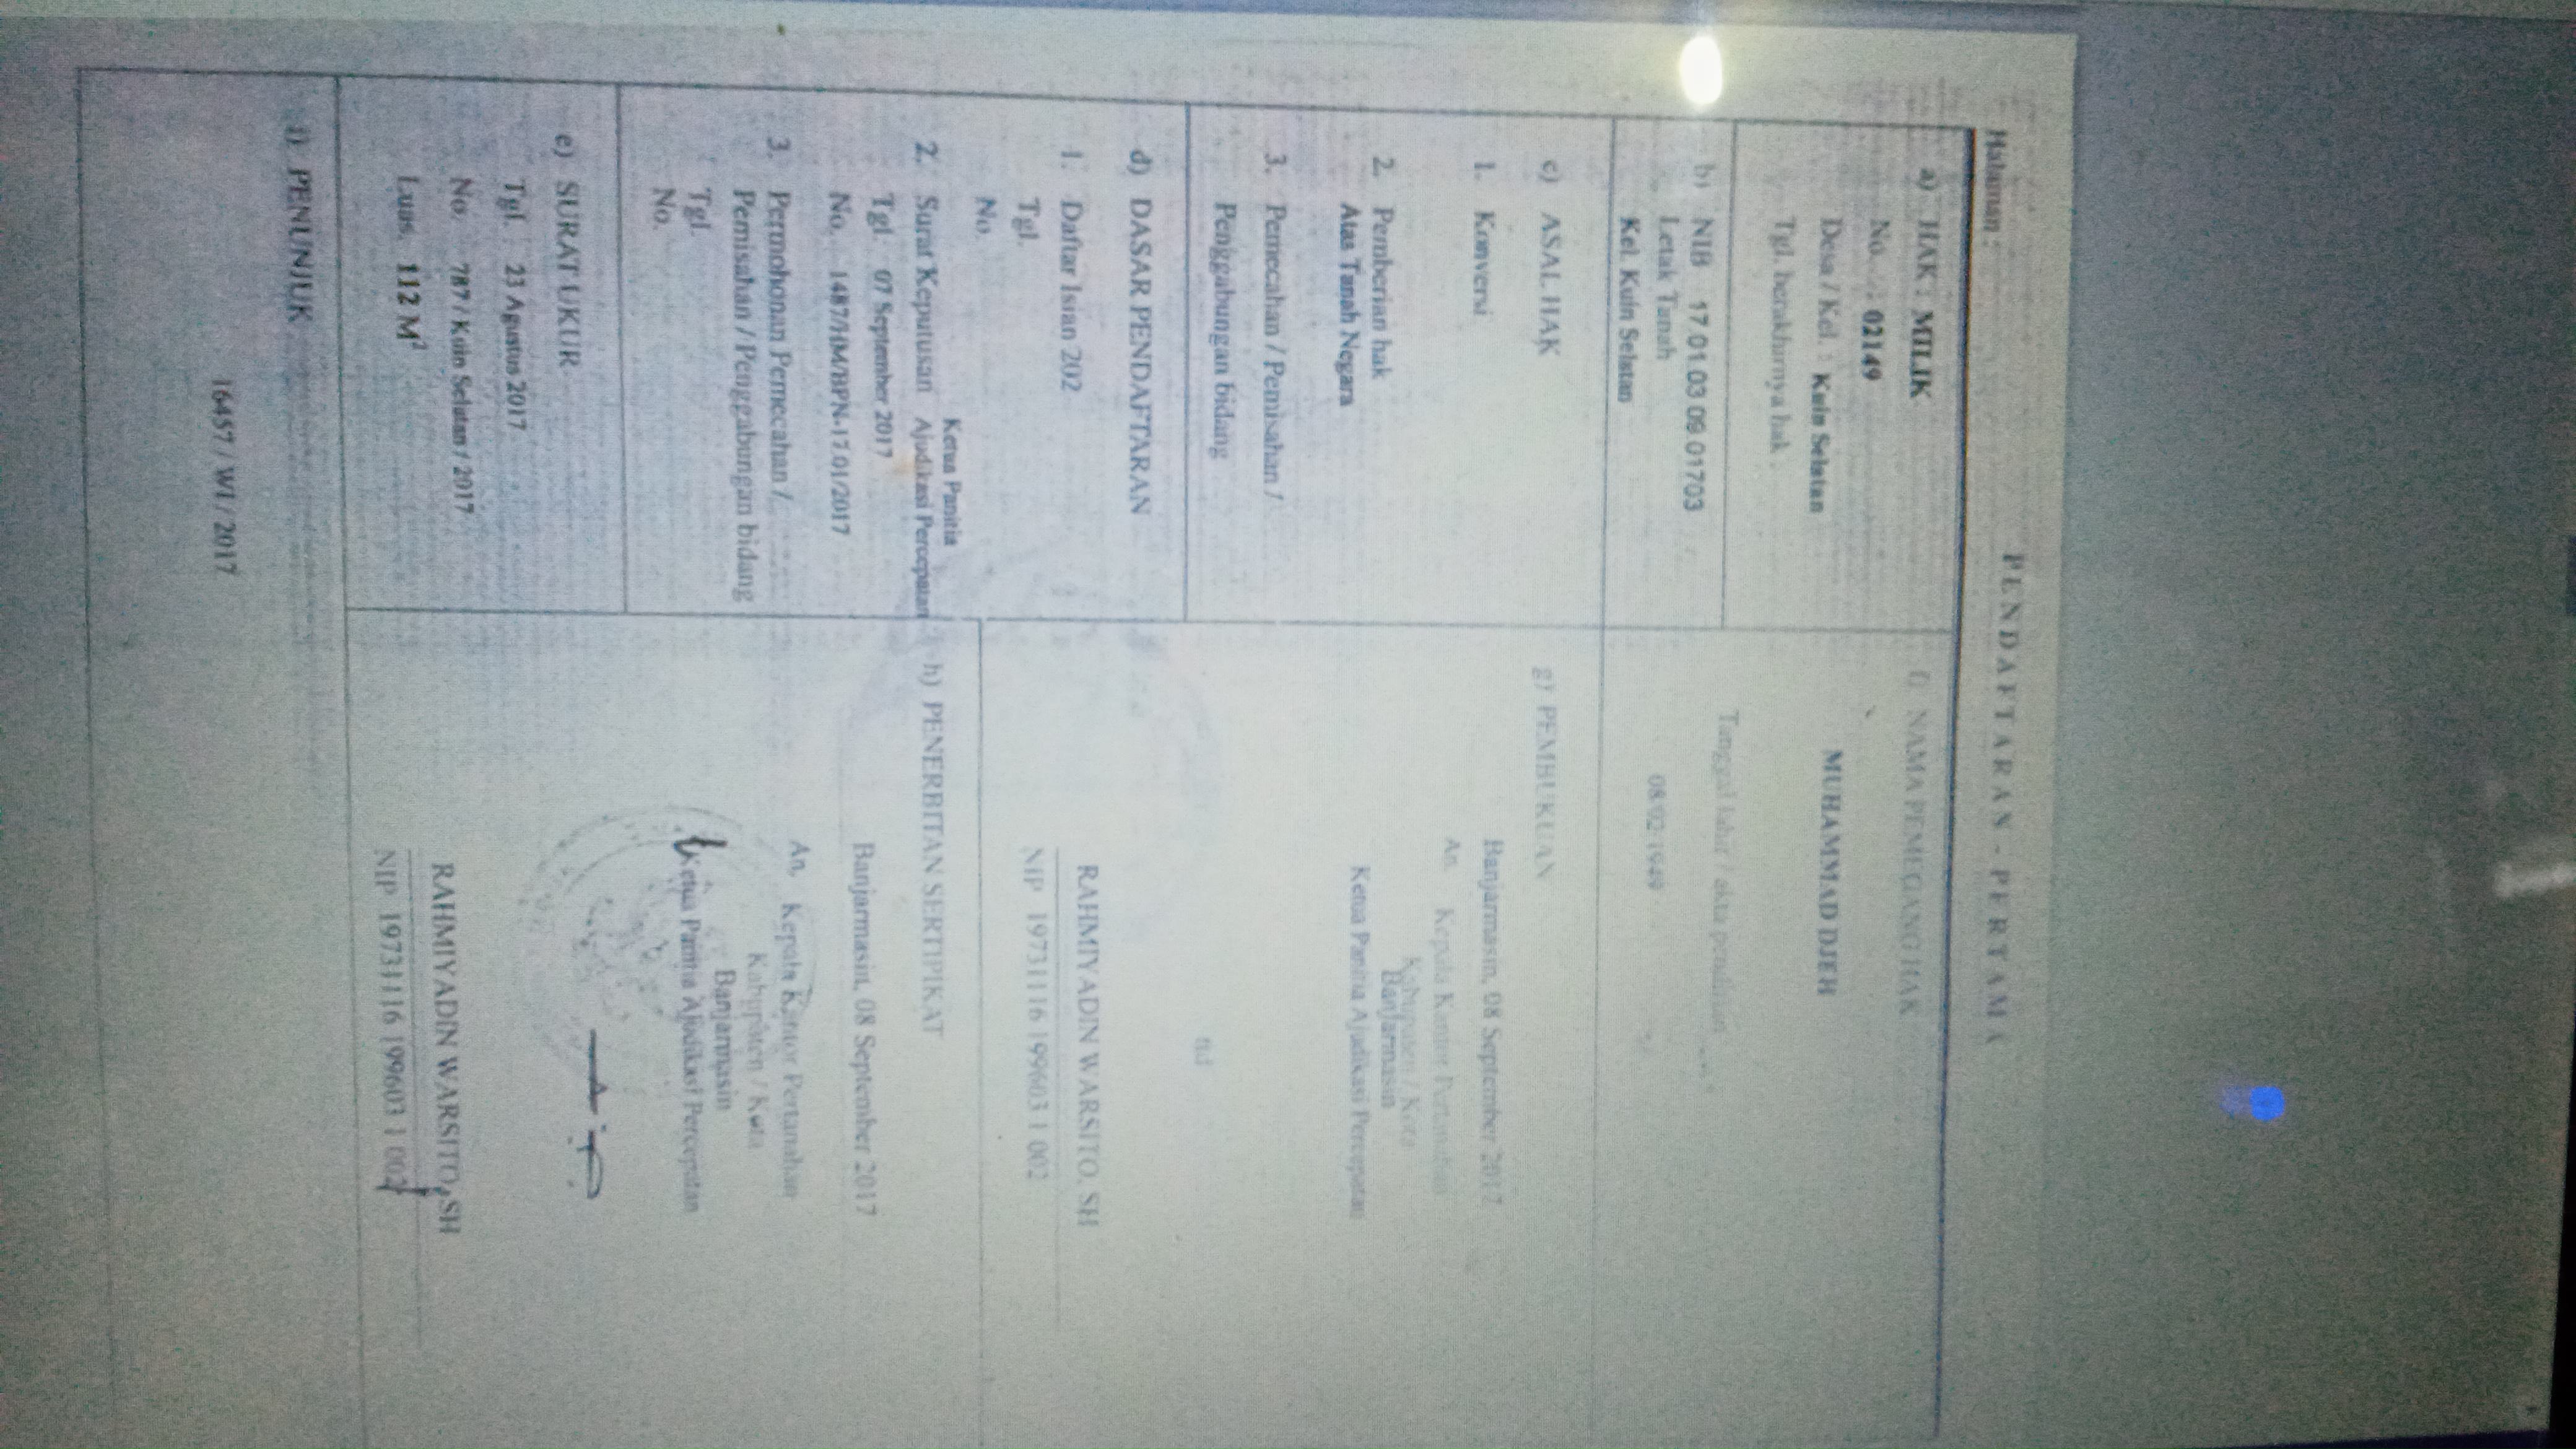 Halaman :
PENDAFTARAN - PERTAMA
a) HAK : MILIK
No. : 02149
Desa / Kel. : Kuin Selatan
Tgl. berakhirnya hak :
b) NIB 17.01.03.09.01703
Letak Tanah
Kel. Kuin Selatan
c) ASAL HAK
1. Konversi
2. Pemberian hak
Atas Tanah Negara
3. Pemecahan / Pemisahan /
Penggabungan bidang
d) DASAR PENDAFTARAN
1. Daftar Isian 202
Tgl.
No.
Ketua Panitia
2. Surat Keputusan Ajudikasi Percepatan
Tgl. 07 September 2017
No. 1487/HM/BPN-17.01/2017
3. Permohonan Pemecahan /
Pemisahan / Penggabungan bidang
Tgl.
No.
e) SURAT UKUR
Tgl. 23 Agustus 2017
No. 787 / Kuin Selatan / 2017
Luas. 112 M²
f) NAMA PEMEGANG HAK
MUHAMMAD DJEH
Tanggal lahir / akta pendirian
08/02/1949
g) PEMBUKUAN
Banjarmasin, 08 September 2017
An. Kepala Kantor Pertanahan
Kabupaten / Kota
Banjarmasin
Ketua Panitia Ajudikasi Percepatan
ttd
RAHMIYADIN WARSITO. SH
NIP 19731116 199603 1 002
h) PENERBITAN SERTIPIKAT
Banjarmasin, 08 September 2017
An. Kepala Kantor Pertanahan
Kabupaten / Kota
Banjarmasin
Ketua Panitia Ajudikasi Percepatan
RAHMIYADIN WARSITO, SH
NIP 19731116 199603 1 002
i) PENUNJUK
16457 / WI / 2017